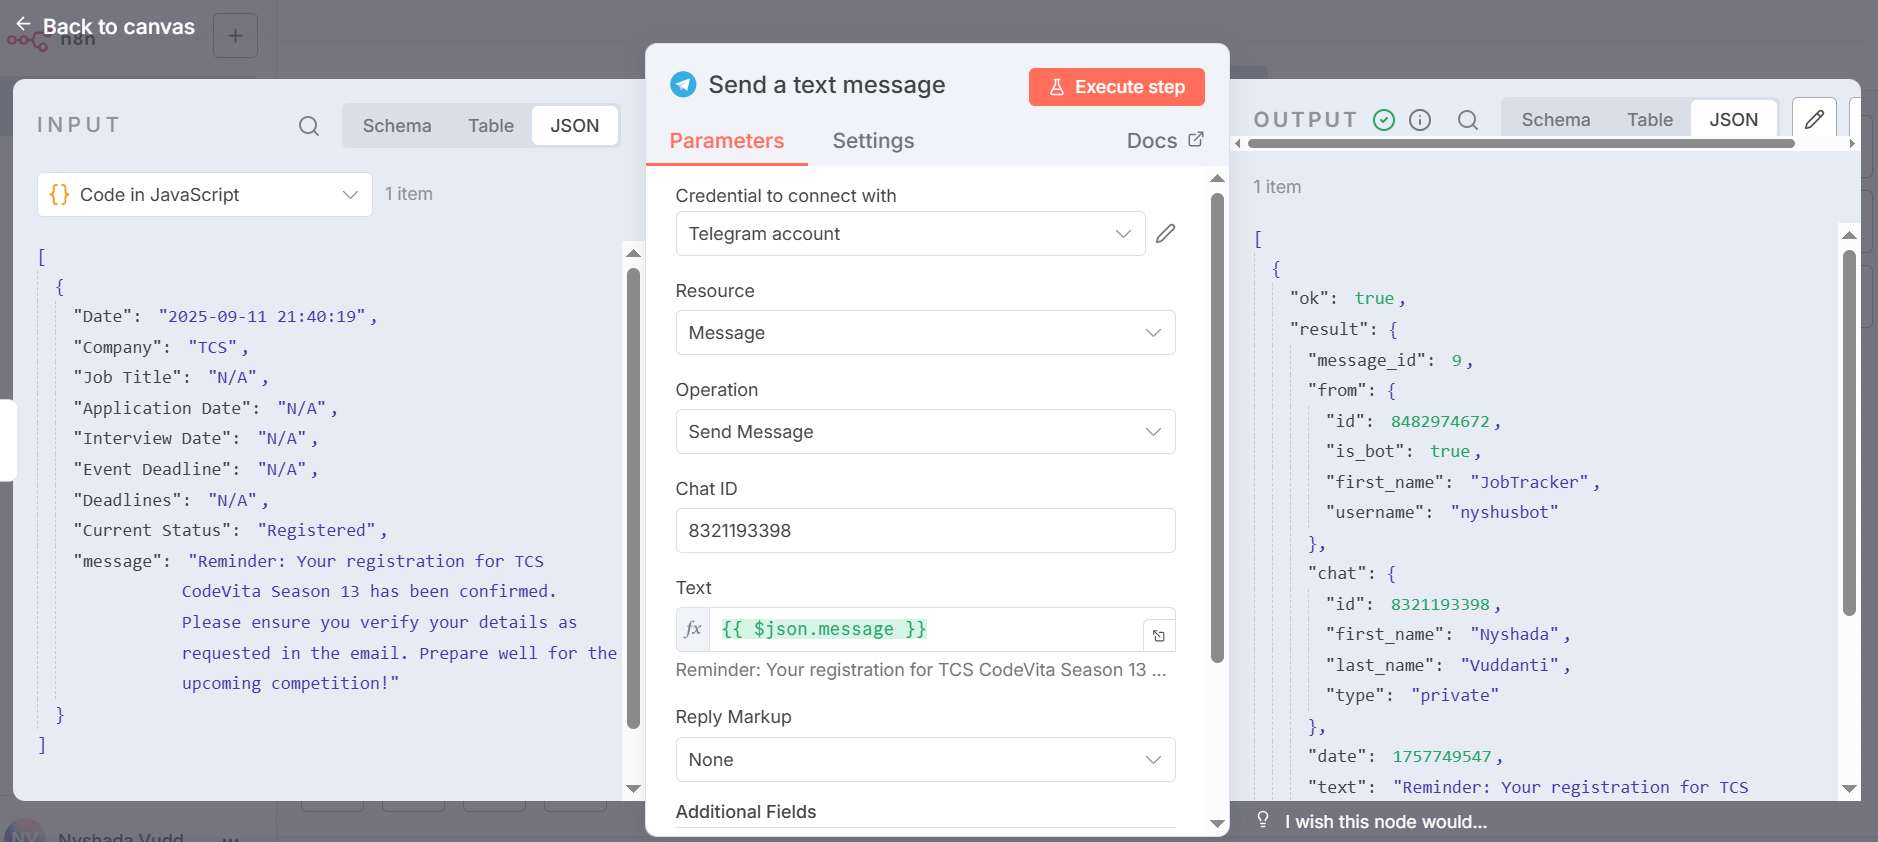 Back to canvas
n8n
INPUT
Schema
Table
JSON
Code in JavaScript
1 item
[
{
"Date": "2025-09-11 21:40:19",
"Company": "TCS",
"Job Title": "N/A",
"Application Date": "N/A",
"Interview Date": "N/A",
"Event Deadline": "N/A",
"Deadlines": "N/A",
"Current Status": "Registered",
"message": "Reminder: Your registration for TCS
CodeVita Season 13 has been confirmed.
Please ensure you verify your details as
requested in the email. Prepare well for the
upcoming competition!"
}
]
NV
Nyshada Vudd...
Send a text message
Execute step
Parameters
Settings
Docs
Credential to connect with
Telegram account
Resource
Message
Operation
Send Message
Chat ID
8321193398
Text
fx {{ $json.message }}
Reminder: Your registration for TCS CodeVita Season 13 ...
Reply Markup
None
Additional Fields
OUTPUT
Schema
Table
JSON
1 item
[
{
"ok": true,
"result": {
"message_id": 9,
"from": {
"id": 8482974672,
"is_bot": true,
"first_name": "JobTracker",
"username": "nyshusbot"
},
"chat": {
"id": 8321193398,
"first_name": "Nyshada",
"last_name": "Vuddanti",
"type": "private"
},
"date": 1757749547,
"text": "Reminder: Your registration for TCS
I wish this node would...